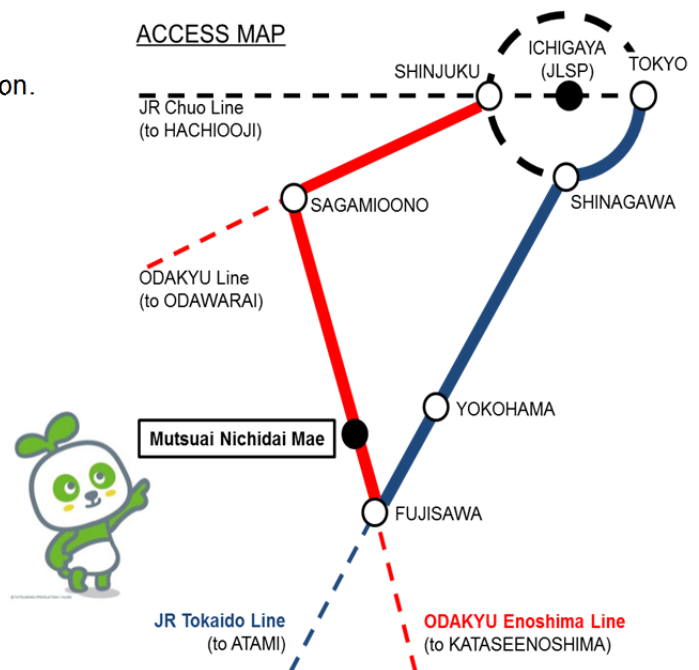 ACCESS MAP
on.
ICHIGAYA
(JLSP)
TOKYO
SHINJUKU
JR Chuo Line
(to HACHIOOJI)
SHINAGAWA
SAGAMIOONO
ODAKYU Line
(to ODAWARAI)
YOKOHAMA
Mutsuai Nichidai Mae
FUJISAWA
JR Tokaido Line
(to ATAMI)
ODAKYU Enoshima Line
(to KATASEENOSHIMA)